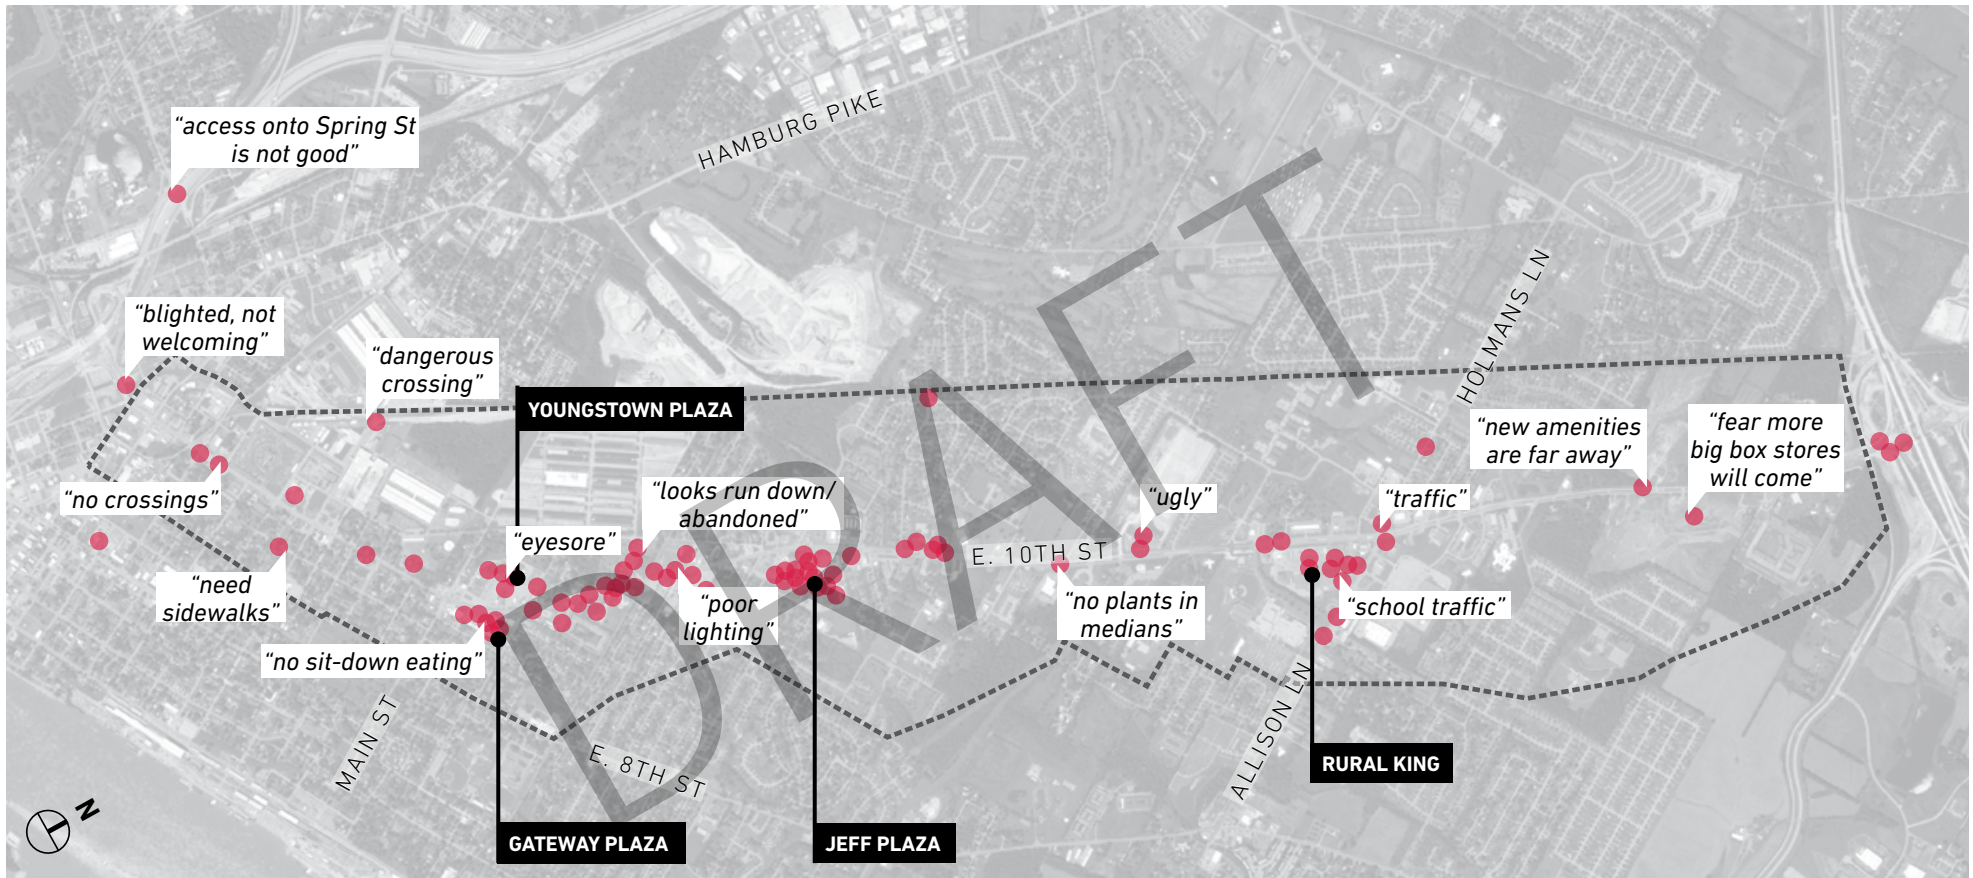 “access onto Spring St
is not good”
HAMBURG PIKE
“blighted, not
welcoming”
“dangerous
crossing”
YOUNGSTOWN PLAZA
HOLMANS LN
“new amenities
are far away”
“fear more
big box stores
will come”
“no crossings”
“looks run down/
abandoned”
“ugly”
“traffic”
“eyesore”
E. 10TH ST
“need
sidewalks”
“poor
lighting”
“no plants in
medians”
“school traffic”
“no sit-down eating”
MAIN ST
E. 8TH ST
ALLISON LN
RURAL KING
GATEWAY PLAZA
JEFF PLAZA
N
DRAFT